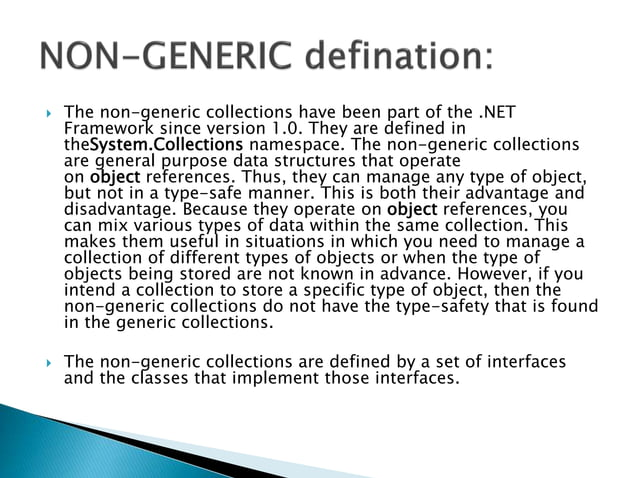 NON-GENERIC defination:
The non-generic collections have been part of the .NET
Framework since version 1.0. They are defined in
theSystem.Collections namespace. The non-generic collections
are general purpose data structures that operate
on object references. Thus, they can manage any type of object,
but not in a type-safe manner. This is both their advantage and
disadvantage. Because they operate on object references, you
can mix various types of data within the same collection. This
makes them useful in situations in which you need to manage a
collection of different types of objects or when the type of
objects being stored are not known in advance. However, if you
intend a collection to store a specific type of object, then the
non-generic collections do not have the type-safety that is found
in the generic collections.
The non-generic collections are defined by a set of interfaces
and the classes that implement those interfaces.